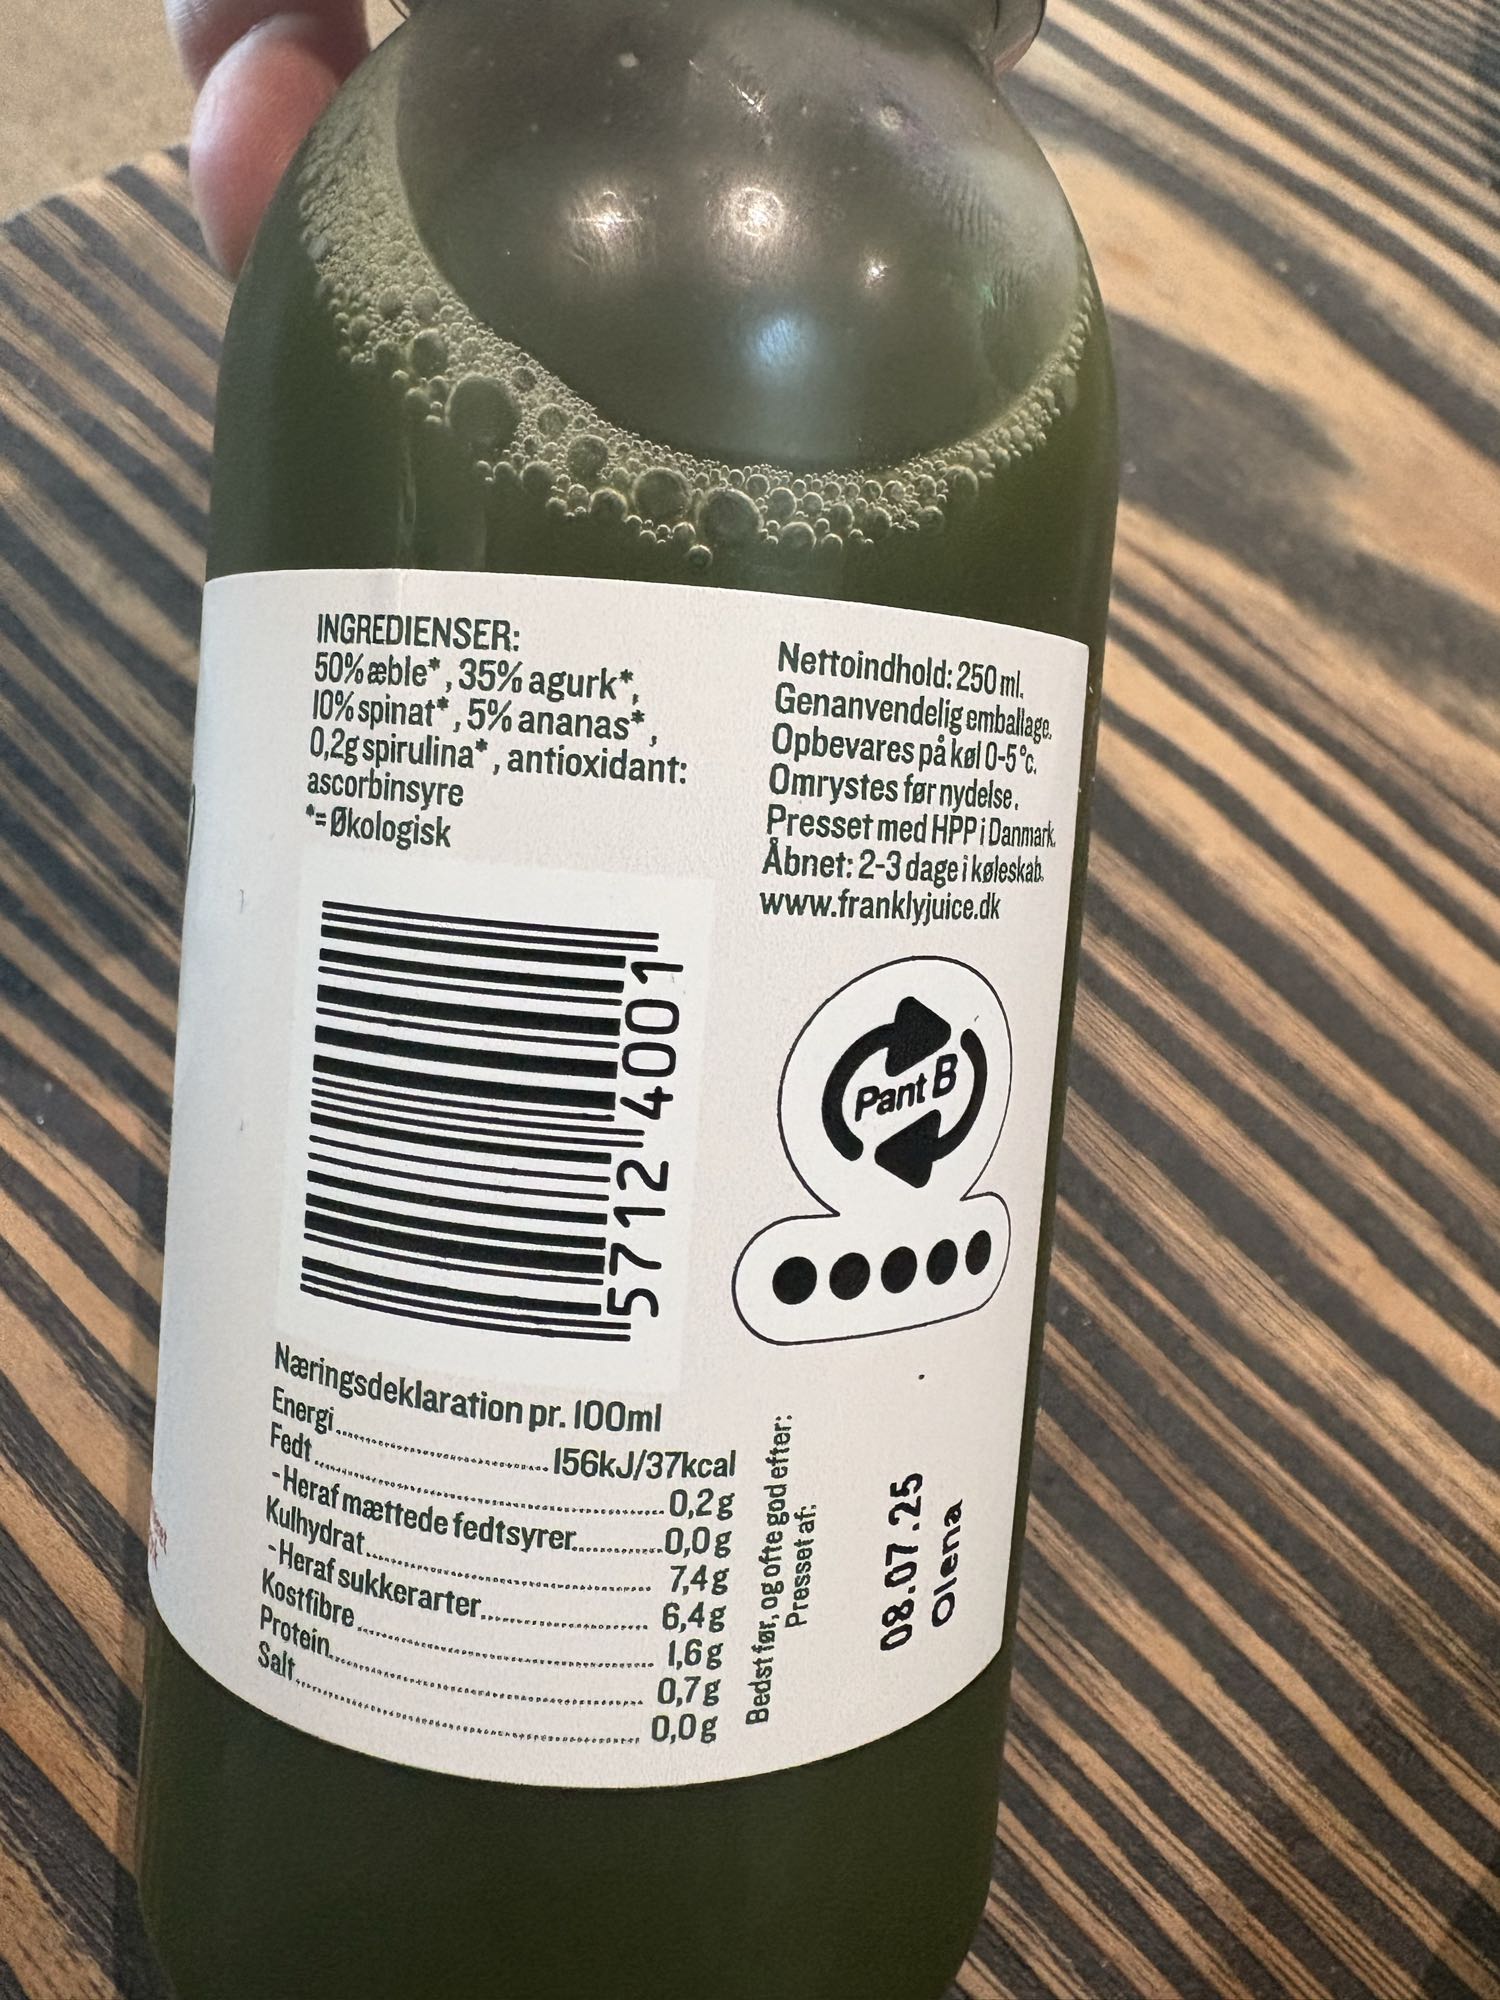 INGREDIENSER:
50% æble*, 35% agurk*,
10% spinat*, 5% ananas*,
0,2g spirulina*, antioxidant:
ascorbinsyre
*= Økologisk
Nettoindhold: 250 ml.
Genanvendelig emballage.
Opbevares på køl 0-5°c.
Omrystes før nydelse.
Presset med HPP i Danmark.
Åbnet: 2-3 dage i køleskab.
www.franklyjuice.dk
5712 4001
Pant B
Næringsdeklaration pr. 100ml
Energi 156kJ/37kcal
Fedt 0,2g
-Heraf mættede fedtsyrer 0,0g
Kulhydrat 7,4g
-Heraf sukkerarter 6,4g
Kostfibre 1,6g
Protein 0,7g
Salt 0,0g
Bedst før, og ofte god efter:
Presset af:
08.07.25
Olena